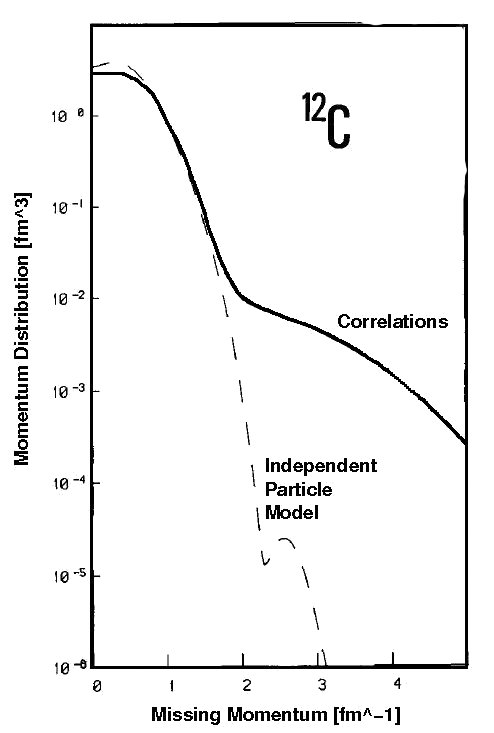 12C
10 0
10 -1
10 -2
10 -3
10 -4
10 -5
10 -6
Momentum Distribution [fm^3]
Correlations
Independent
Particle
Model
0 1 2 3 4
Missing Momentum [fm^-1]